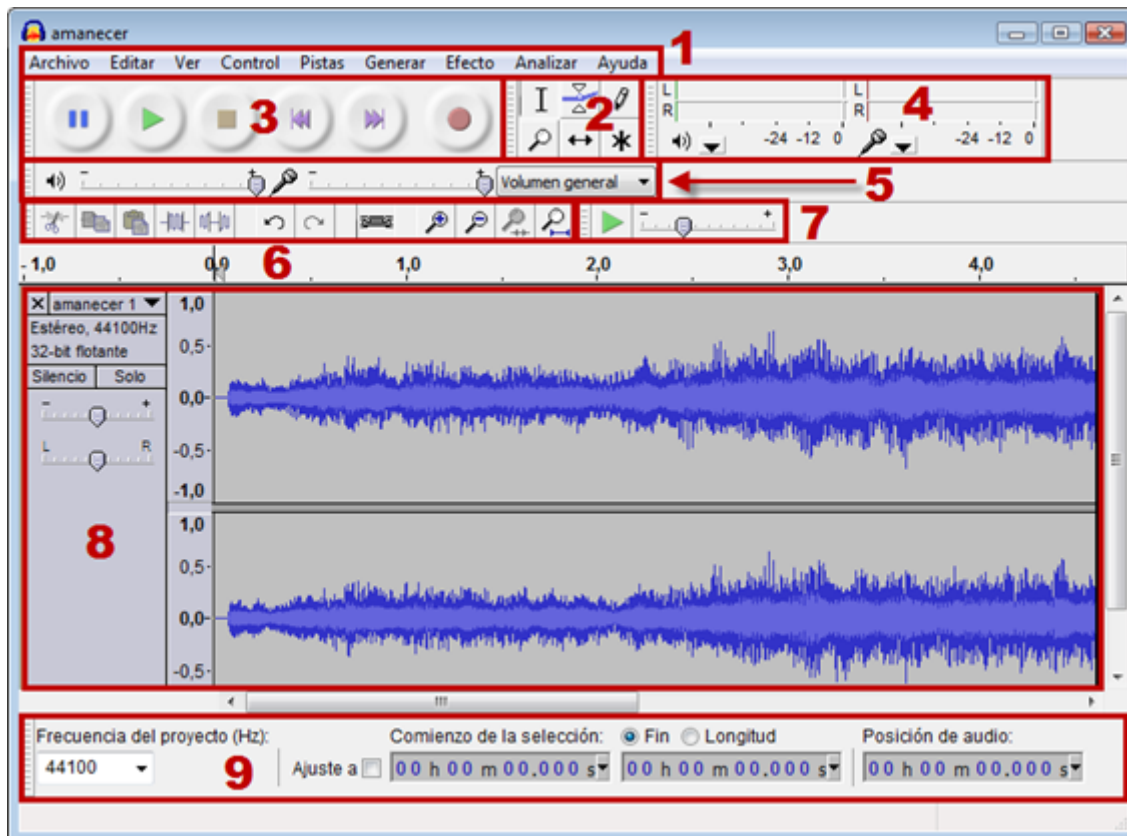 amanecer
Archivo Editar Ver Control Pistas Generar Efecto Analizar Ayuda 1
3
2
L
R
-24 -12 0
L
R
-24 -12 0
4
- + - + Volumen general
5
6
- +
7
-1,0 0,0 1,0 2,0 3,0 4,0
X amanecer 1
Estéreo, 44100Hz
32-bit flotante
Silencio Solo
- +
L R
8
1,0
0,5
0,0
-0,5
-1,0
1,0
0,5
0,0
-0,5
Frecuencia del proyecto (Hz):
44100
9
Ajuste a
Comienzo de la selección:
00 h 00 m 00.000 s
Fin Longitud
00 h 00 m 00.000 s
Posición de audio:
00 h 00 m 00.000 s